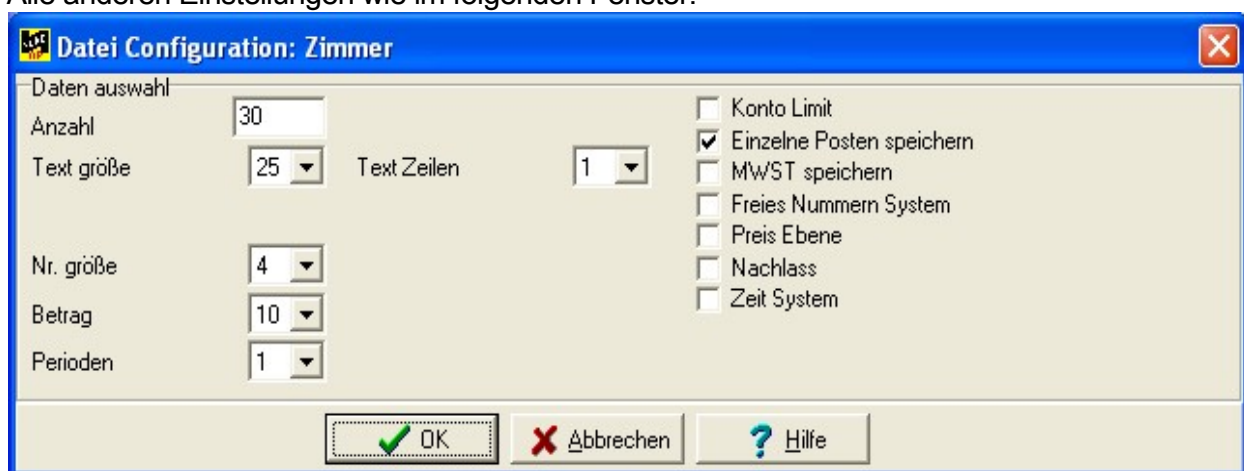 Alle anderen Einstellungen wie im folgenden Fenster:
Datei Configuration: Zimmer
Daten auswahl
Anzahl 30
Text größe 25 Text Zeilen 1
Nr. größe 4
Betrag 10
Perioden 1
Konto Limit
Einzelne Posten speichern
MWST speichern
Freies Nummern System
Preis Ebene
Nachlass
Zeit System
OK Abbrechen Hilfe